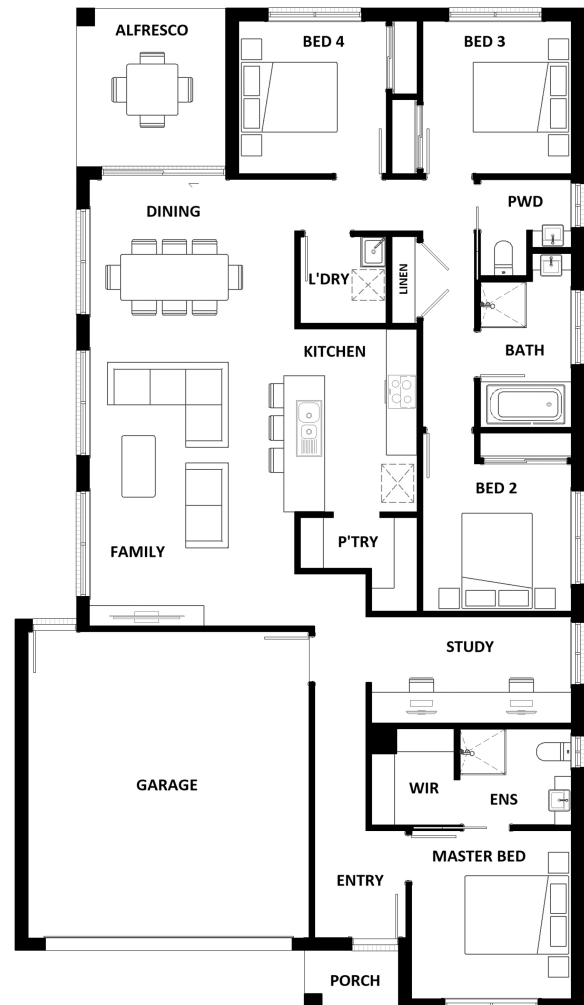 ALFRESCO
BED 4
BED 3
DINING
PWD
L'DRY
LINEN
KITCHEN
BATH
BED 2
P'TRY
FAMILY
STUDY
GARAGE
WIR
ENS
MASTER BED
ENTRY
PORCH